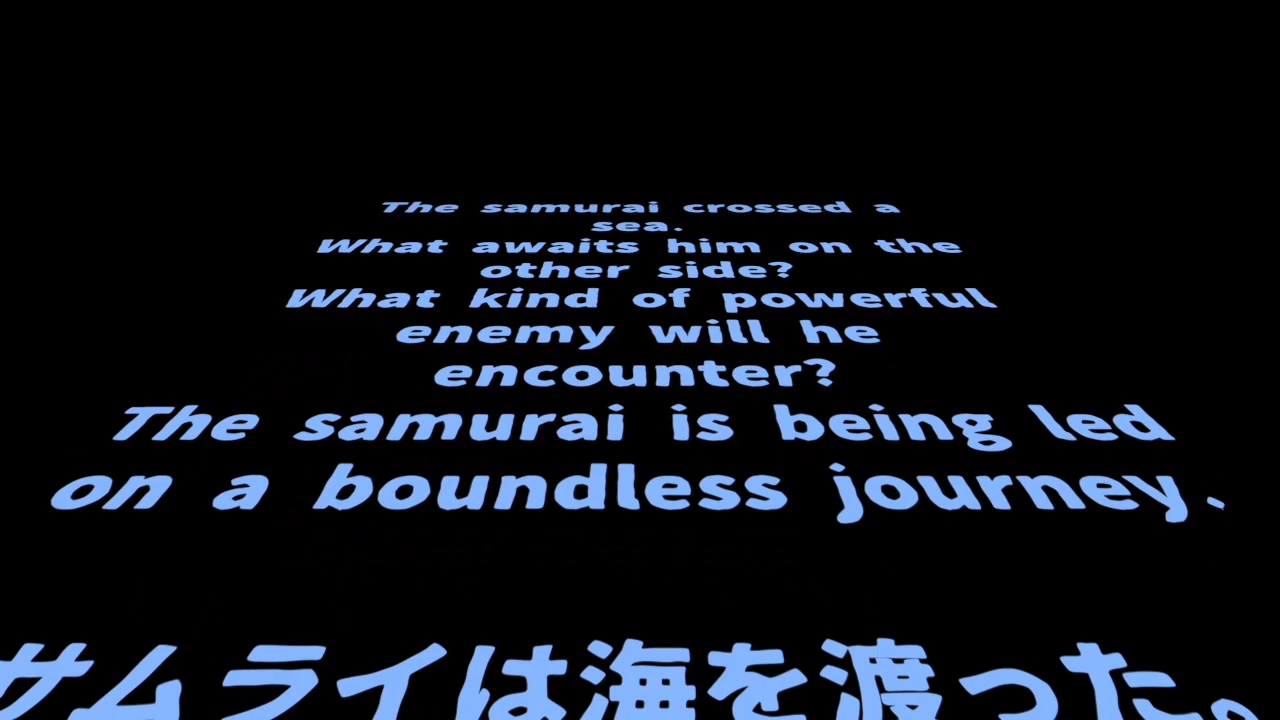 The samurai crossed a
sea.
What awaits him on the
other side?
What kind of powerful
enemy will he
encounter?
The samurai is being led
on a boundless journey.
サムライは海を渡った。